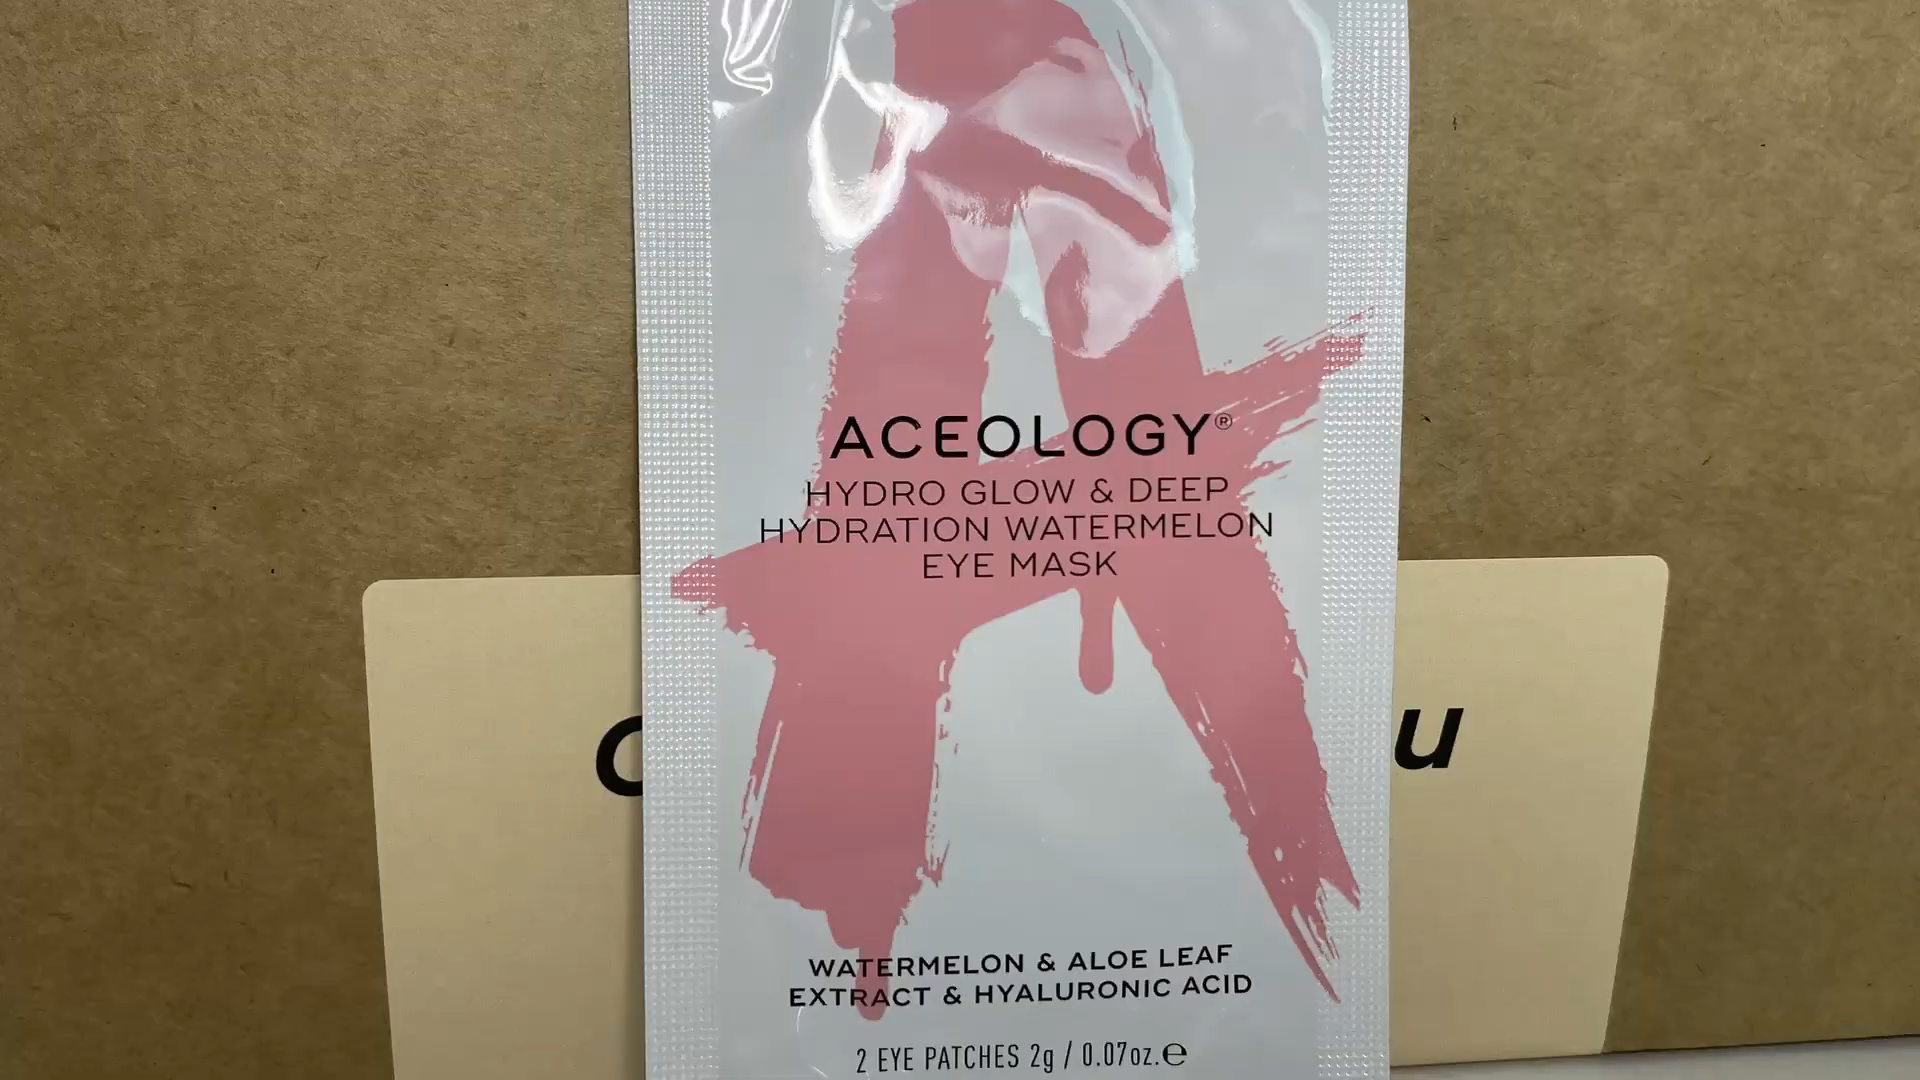 ACEOLOGY®
HYDRO GLOW & DEEP
HYDRATION WATERMELON
EYE MASK
WATERMELON & ALOE LEAF
EXTRACT & HYALURONIC ACID
2 EYE PATCHES 2g / 0.07oz.℮